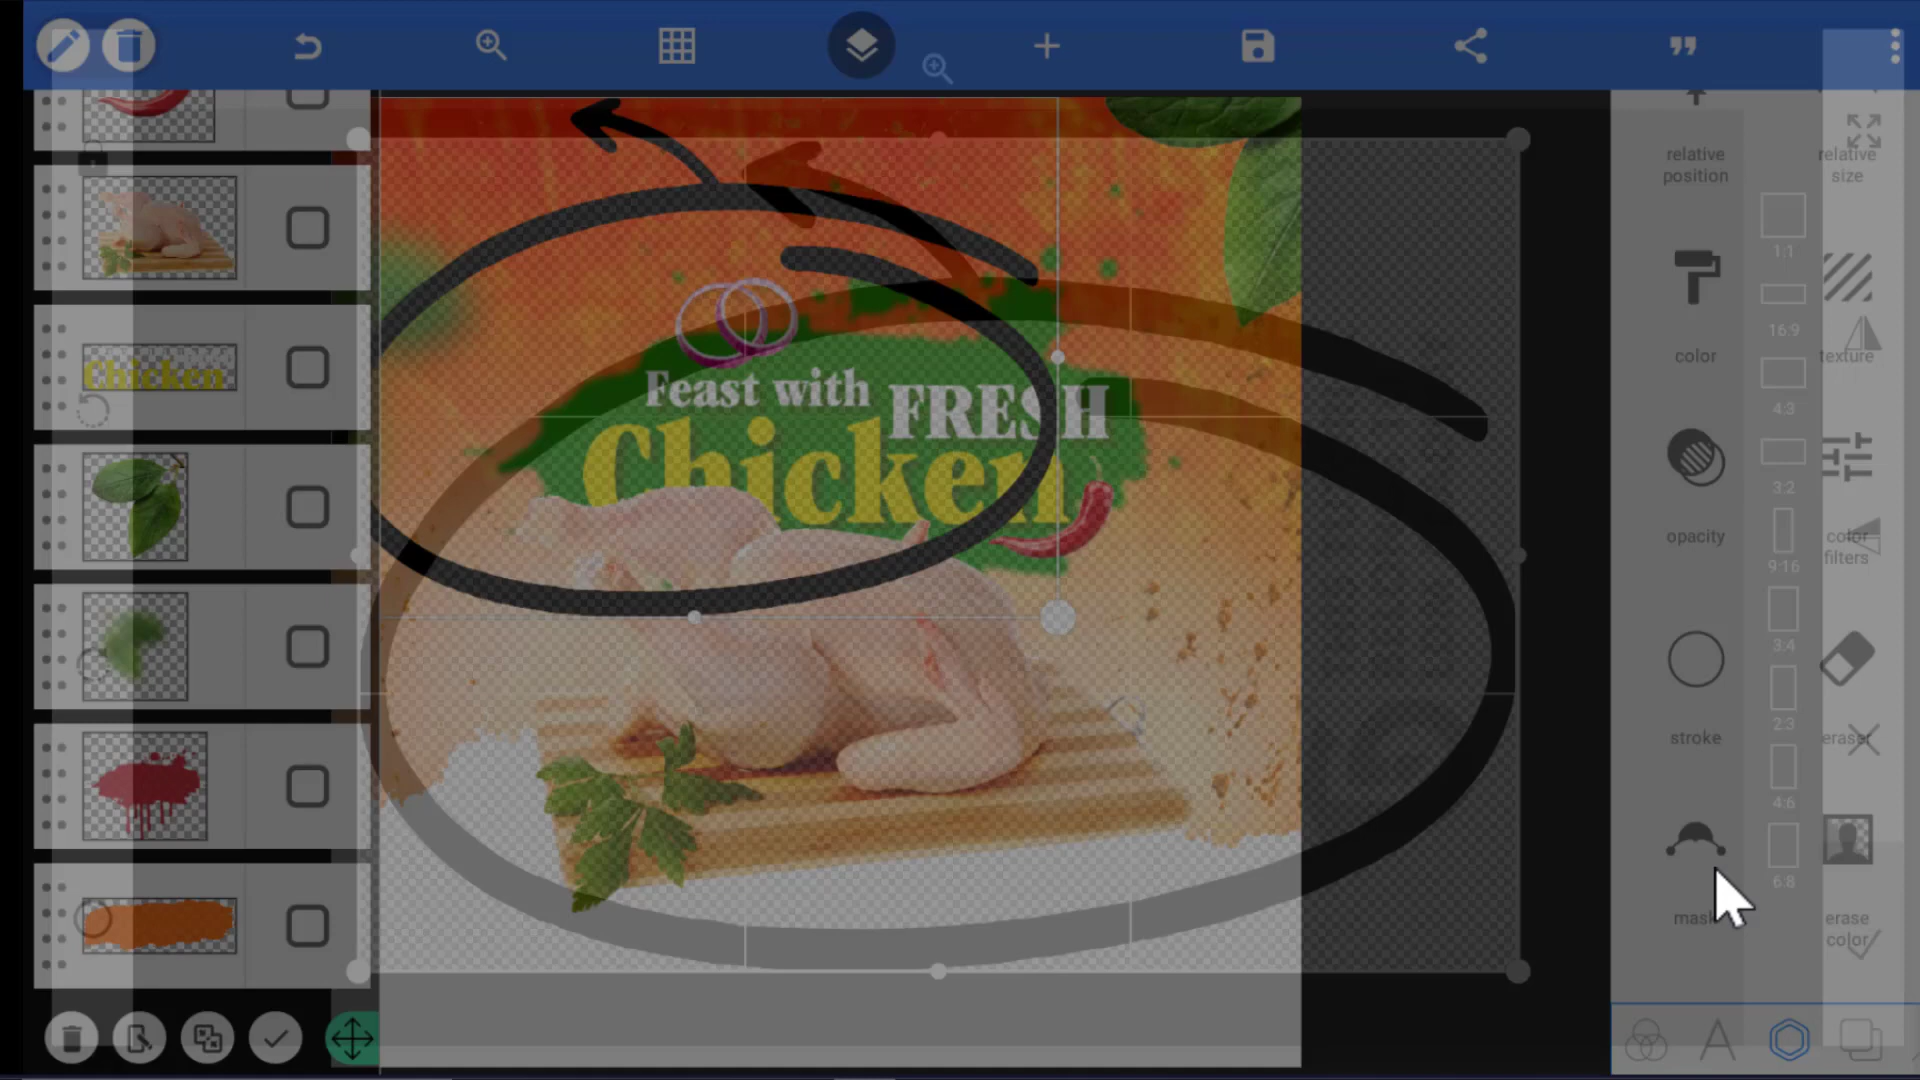 relative
position
relative
size
1:1
16:9
color
texture
4:3
Feast with
FRESH
Chicken
Chicken
3:2
opacity
color
filters
9:16
3:4
2:3
stroke
eraser
4:6
6:8
mask
erase
color